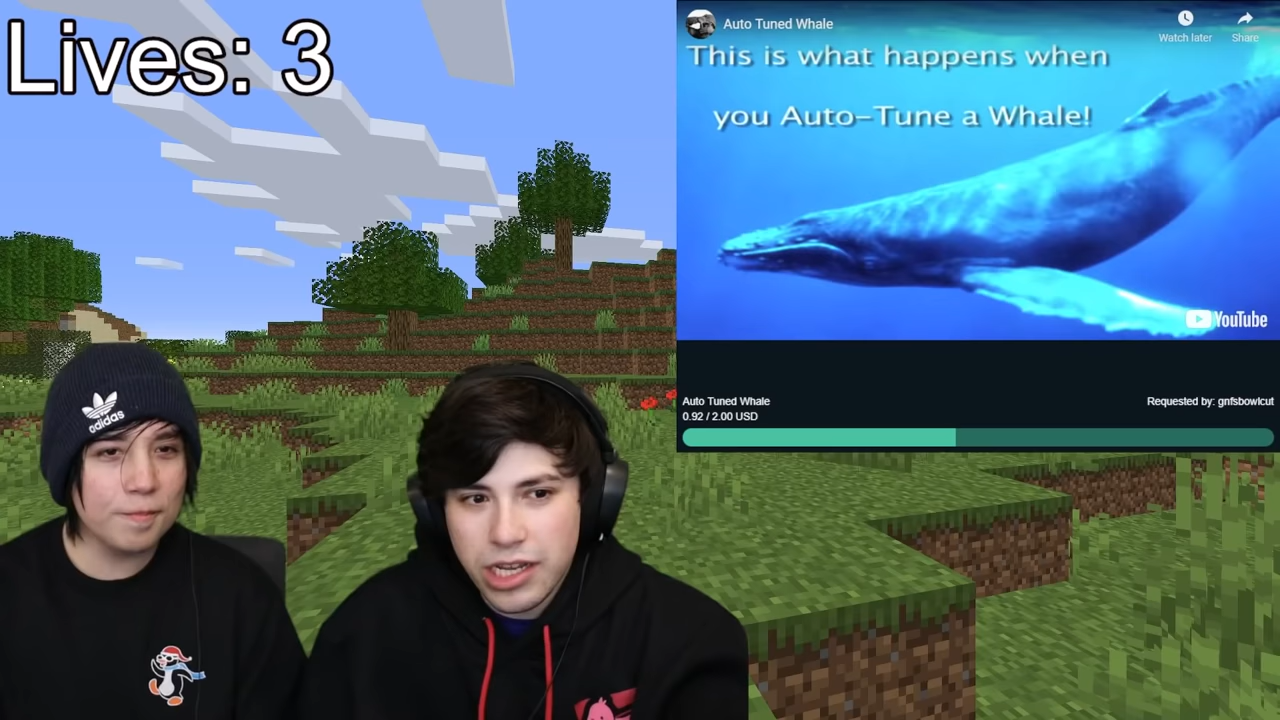 Lives: 3
Auto Tuned Whale
Watch later
Share
This is what happens when
you Auto-Tune a Whale!
YouTube
Auto Tuned Whale
Requested by: gnfsbowlcut
0.92 / 2.00 USD
adidas